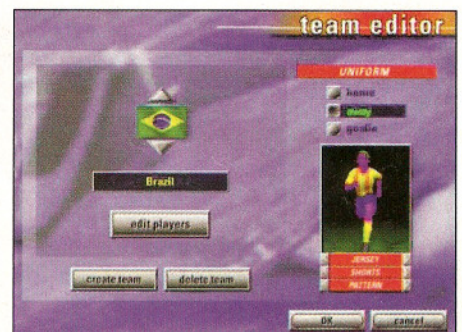 team editor
UNIFORM
home
away
goalie
Brazil
edit players
create team
delete team
JERSEY
SHORTS
PATTERN
OK
cancel